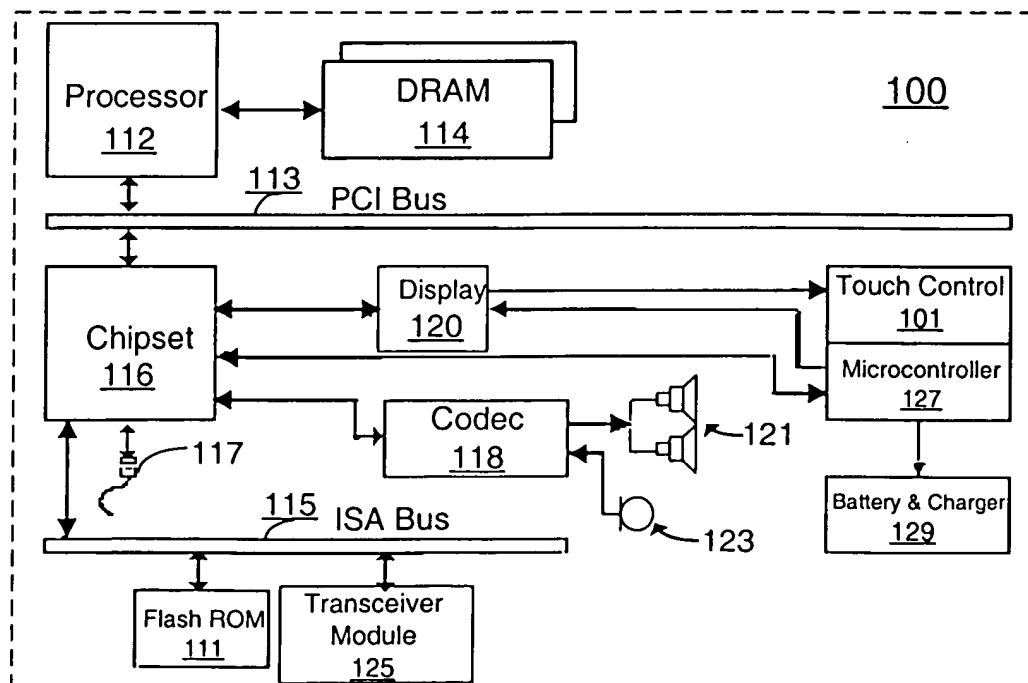 Processor
112
DRAM
114
100
113
PCI Bus
Chipset
116
Display
120
Touch Control
101
Microcontroller
127
Codec
118
121
117
123
Battery & Charger
129
115
ISA Bus
Flash ROM
111
Transceiver
Module
125